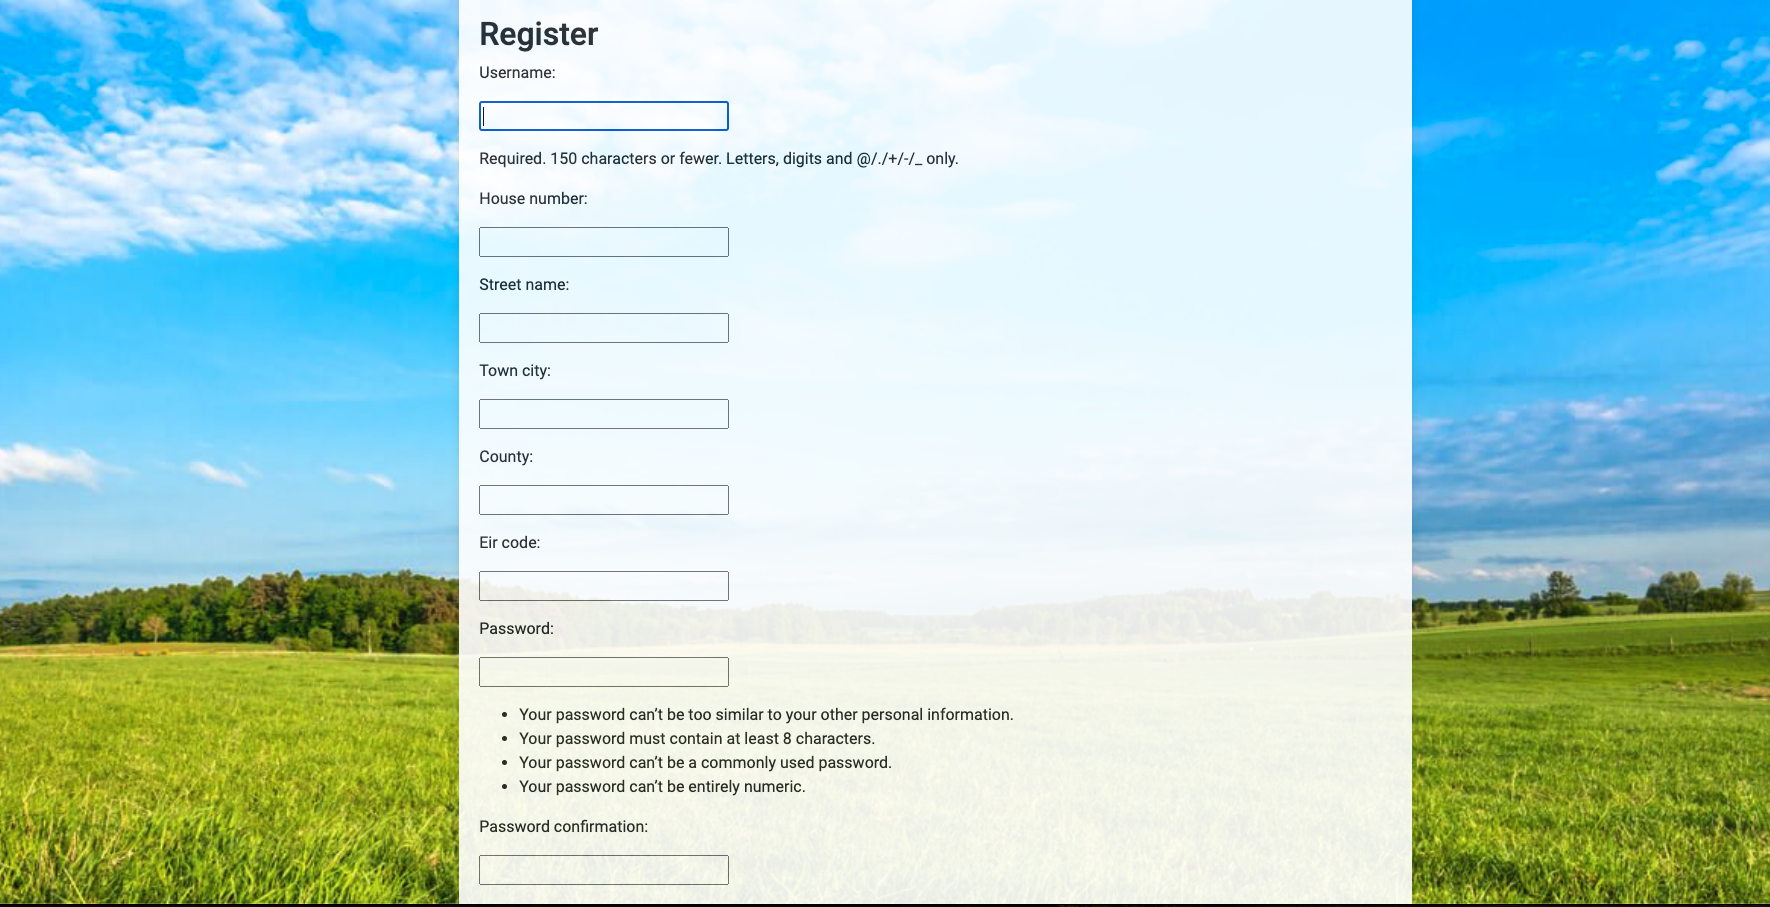 Register
Username:
Required. 150 characters or fewer. Letters, digits and @/./+/-/_ only.
House number:
Street name:
Town city:
County:
Eir code:
Password:
• Your password can’t be too similar to your other personal information.
• Your password must contain at least 8 characters.
• Your password can’t be a commonly used password.
• Your password can’t be entirely numeric.
Password confirmation: